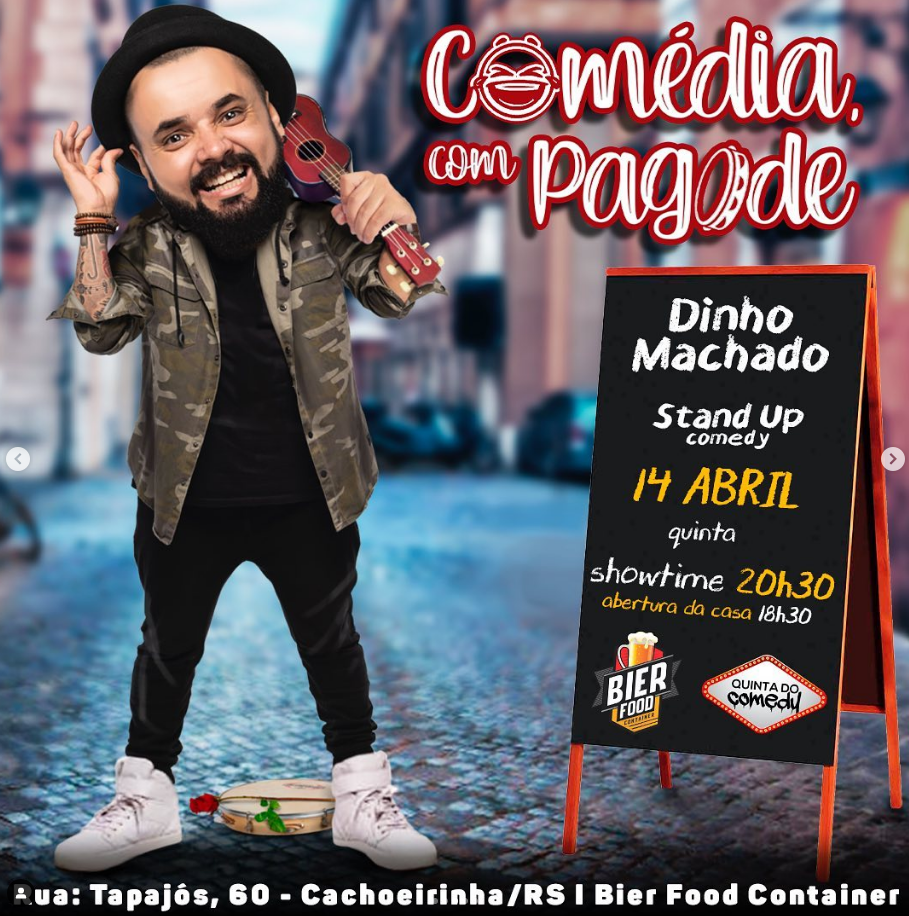 Comédia,
com Pagode
Dinho
Machado
Stand Up
comedy
14 ABRIL
quinta
showtime 20h30
abertura da casa 18h30
BIER
FOOD
CONTAINER
QUINTA DO
comedy
Rua: Tapajós, 60 - Cachoeirinha/RS I Bier Food Container